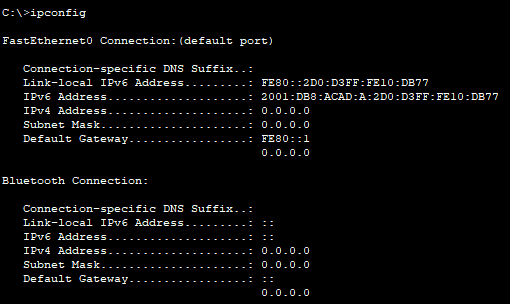 C:\>ipconfig
FastEthernet0 Connection:(default port)
Connection-specific DNS Suffix..:
Link-local IPv6 Address.........: FE80::2D0:D3FF:FE10:DB77
IPv6 Address....................: 2001:DB8:ACAD:A:2D0:D3FF:FE10:DB77
IPv4 Address....................: 0.0.0.0
Subnet Mask.....................: 0.0.0.0
Default Gateway.................: FE80::1
0.0.0.0
Bluetooth Connection:
Connection-specific DNS Suffix..:
Link-local IPv6 Address.........: ::
IPv6 Address....................: ::
IPv4 Address....................: 0.0.0.0
Subnet Mask.....................: 0.0.0.0
Default Gateway.................: ::
0.0.0.0